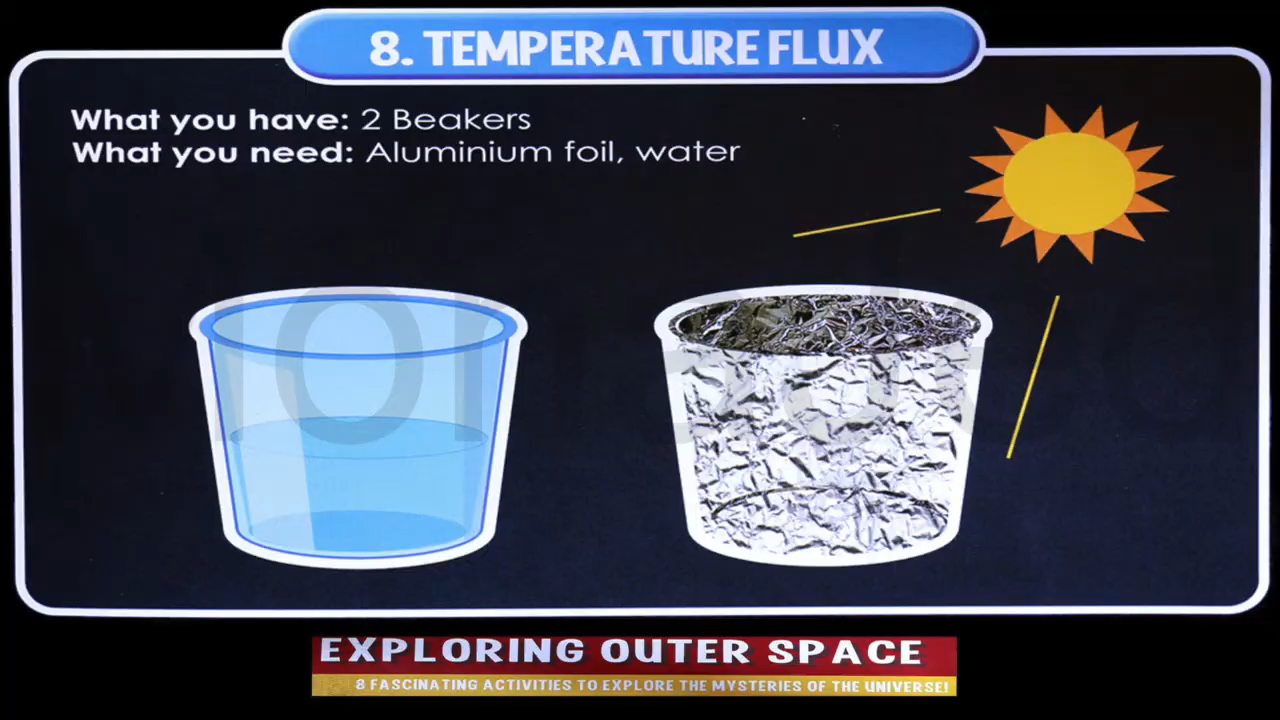 8. TEMPERATURE FLUX
What you have: 2 Beakers
What you need: Aluminium foil, water
EXPLORING OUTER SPACE
8 FASCINATING ACTIVITIES TO EXPLORE THE MYSTERIES OF THE UNIVERSE!